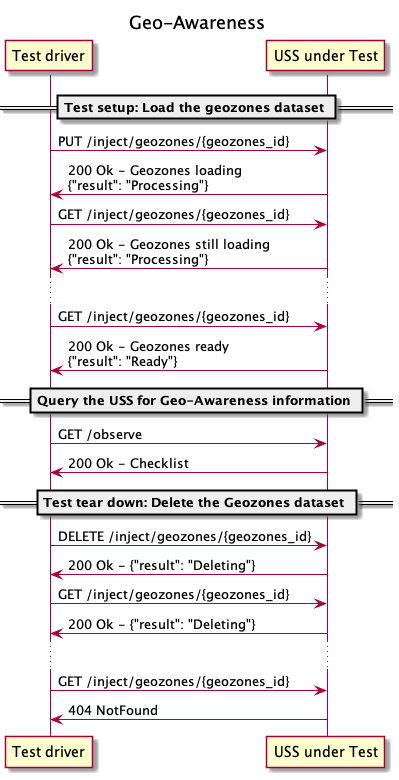 Geo-Awareness
Test driver
USS under Test
Test setup: Load the geozones dataset
PUT /inject/geozones/{geozones_id}
200 Ok - Geozones loading
{"result": "Processing"}
GET /inject/geozones/{geozones_id}
200 Ok - Geozones still loading
{"result": "Processing"}
GET /inject/geozones/{geozones_id}
200 Ok - Geozones ready
{"result": "Ready"}
Query the USS for Geo-Awareness information
GET /observe
200 Ok - Checklist
Test tear down: Delete the Geozones dataset
DELETE /inject/geozones/{geozones_id}
200 Ok - {"result": "Deleting"}
GET /inject/geozones/{geozones_id}
200 Ok - {"result": "Deleting"}
GET /inject/geozones/{geozones_id}
404 NotFound
Test driver
USS under Test